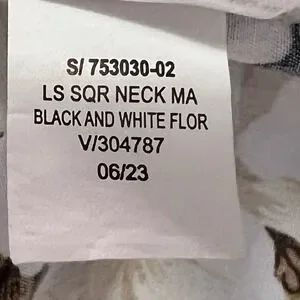 S/ 753030-02
LS SQR NECK MA
BLACK AND WHITE FLOR
V/304787
06/23